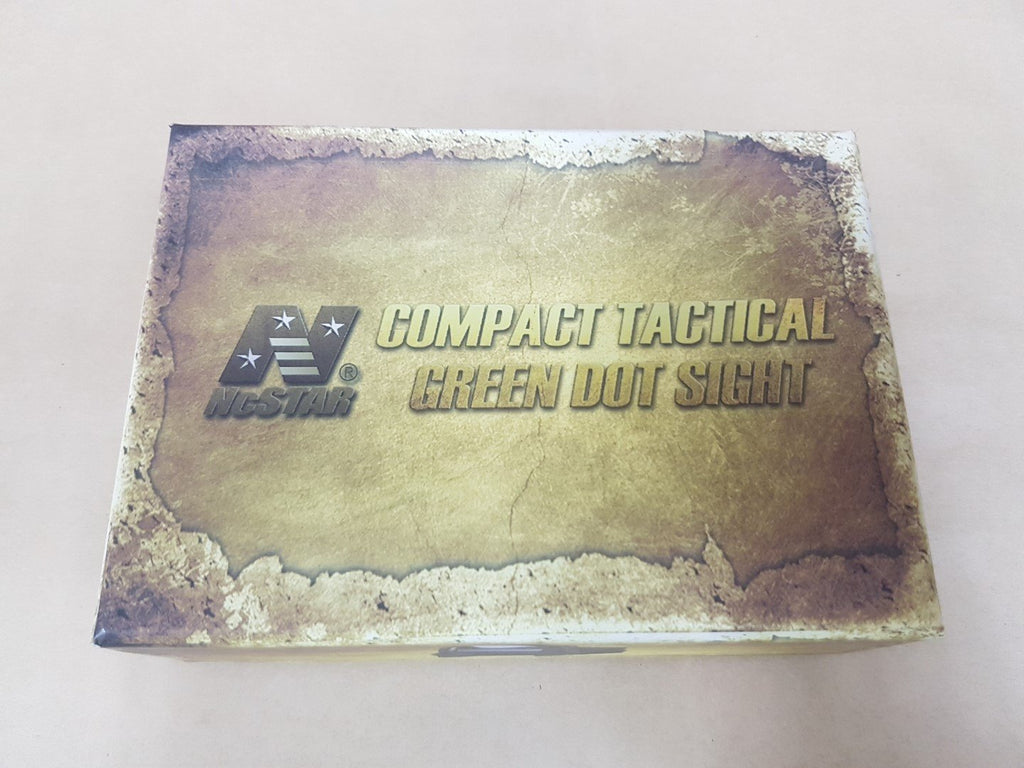 COMPACT TACTICAL
GREEN DOT SIGHT
N
®
NcSTAR